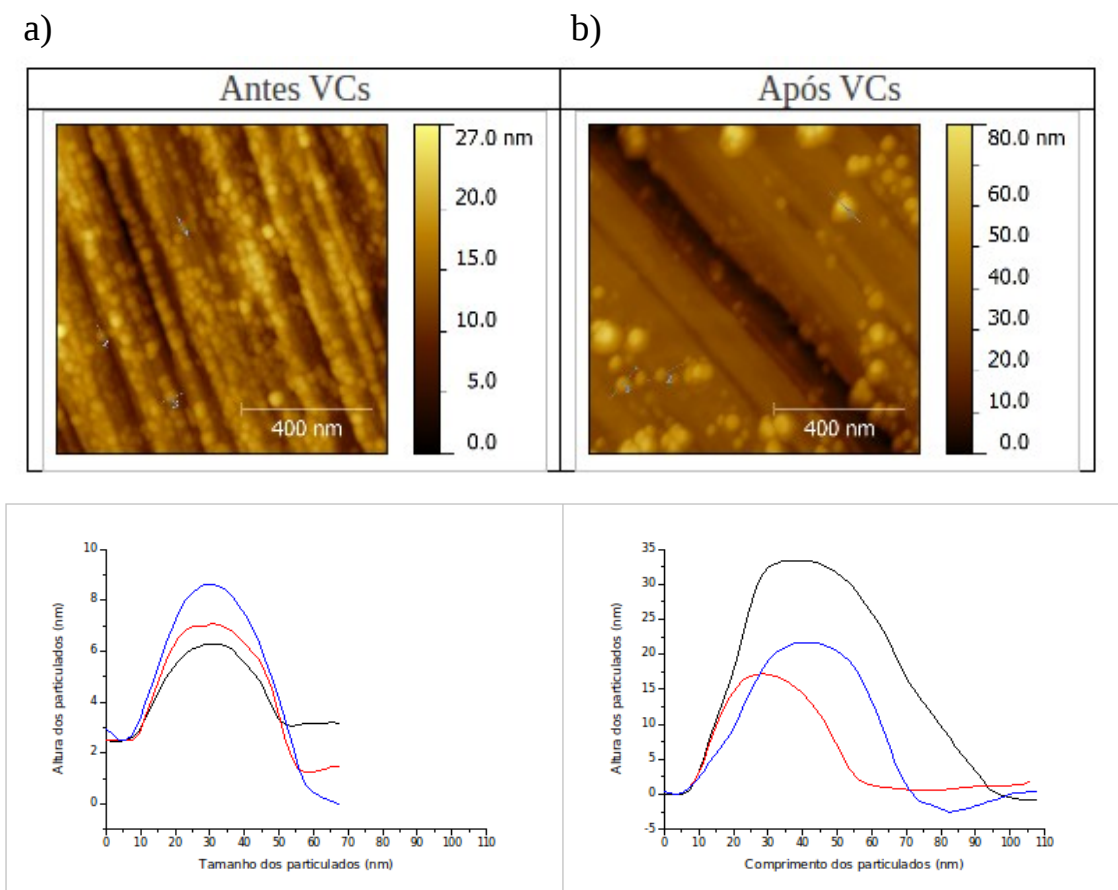 a)
b)
Antes VCs
Após VCs
27.0 nm
20.0
15.0
10.0
5.0
0.0
400 nm
80.0 nm
60.0
50.0
40.0
30.0
20.0
10.0
0.0
400 nm
Altura dos particulados (nm)
10
8
6
4
2
0
0 10 20 30 40 50 60 70 80 90 100 110
Tamanho dos particulados (nm)
Altura dos particulados (nm)
35
30
25
20
15
10
5
0
-5
0 10 20 30 40 50 60 70 80 90 100 110
Comprimento dos particulados (nm)